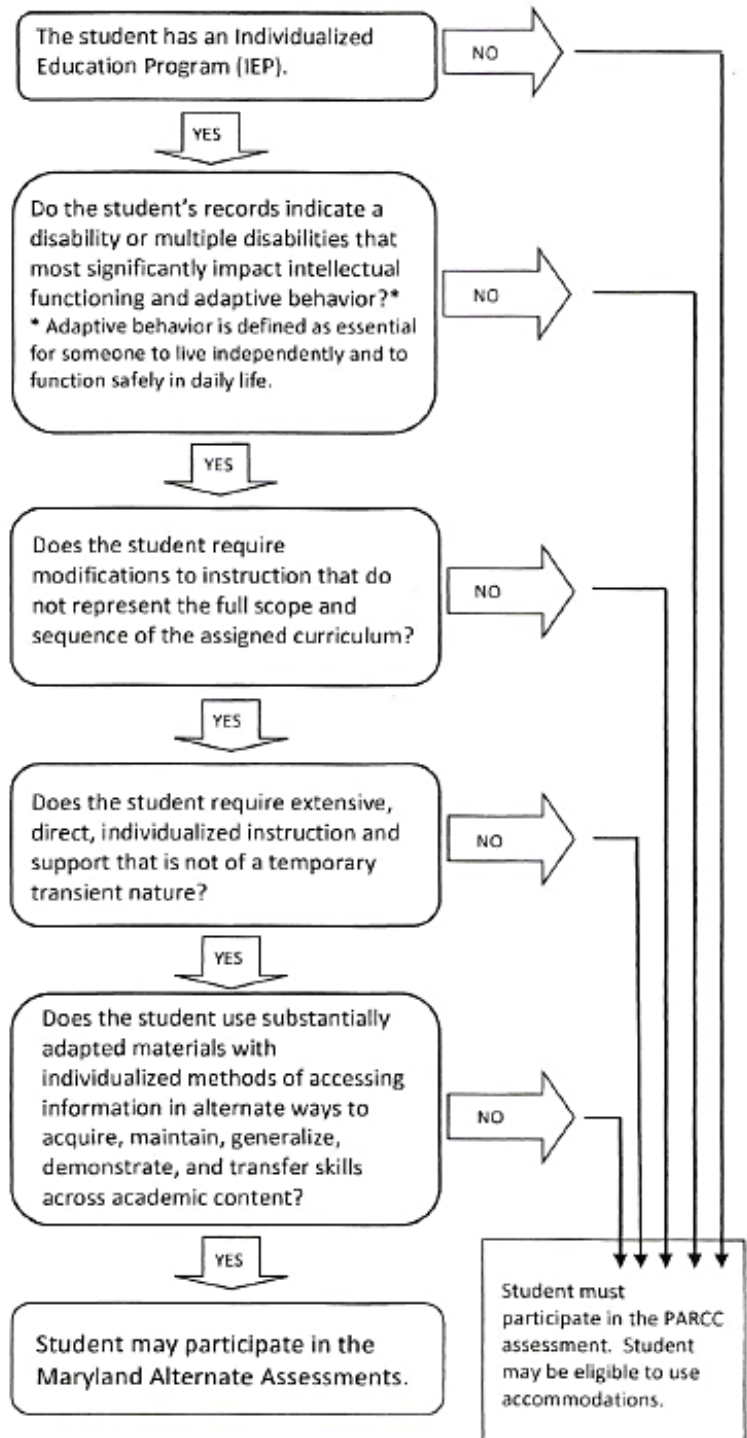 The student has an Individualized
Education Program (IEP).
NO
YES
Do the student's records indicate a
disability or multiple disabilities that
most significantly impact intellectual
functioning and adaptive behavior?*
* Adaptive behavior is defined as essential
for someone to live independently and to
function safely in daily life.
NO
YES
Does the student require
modifications to instruction that do
not represent the full scope and
sequence of the assigned curriculum?
NO
YES
Does the student require extensive,
direct, individualized instruction and
support that is not of a temporary
transient nature?
NO
YES
Does the student use substantially
adapted materials with
individualized methods of accessing
information in alternate ways to
acquire, maintain, generalize,
demonstrate, and transfer skills
across academic content?
NO
YES
Student may participate in the
Maryland Alternate Assessments.
Student must
participate in the PARCC
assessment. Student
may be eligible to use
accommodations.